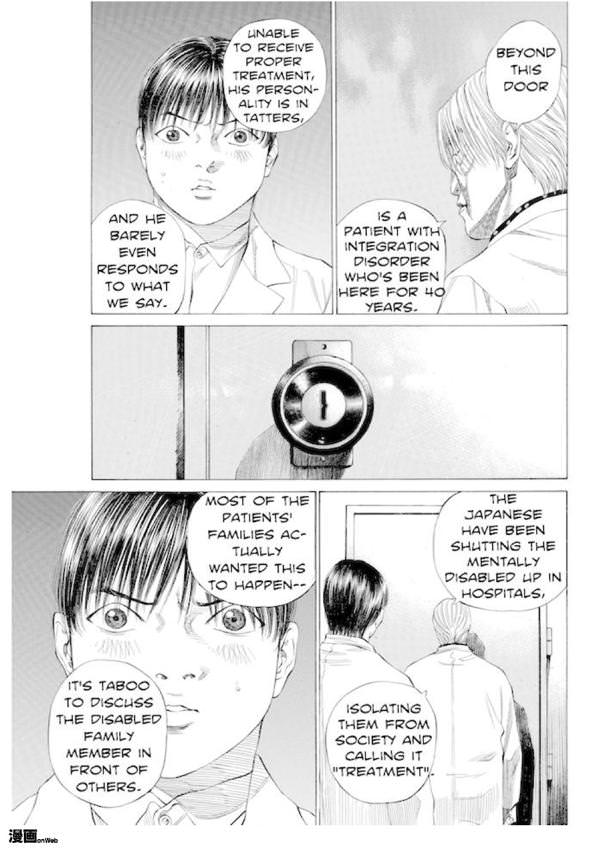 BEYOND
THIS
DOOR
IS A
PATIENT WITH
INTEGRATION
DISORDER
WHO'S BEEN
HERE FOR 40
YEARS.
UNABLE
TO RECEIVE
PROPER
TREATMENT,
HIS PERSON-
ALITY IS IN
TATTERS,
AND HE
BARELY
EVEN
RESPONDS
TO WHAT
WE SAY.
THE
JAPANESE
HAVE BEEN
SHUTTING THE
MENTALLY
DISABLED UP IN
HOSPITALS,
ISOLATING
THEM FROM
SOCIETY AND
CALLING IT
"TREATMENT".
MOST OF THE
PATIENTS'
FAMILIES AC-
TUALLY
WANTED THIS
TO HAPPEN--
IT'S TABOO
TO DISCUSS
THE DISABLED
FAMILY
MEMBER IN
FRONT OF
OTHERS.
漫画onWeb